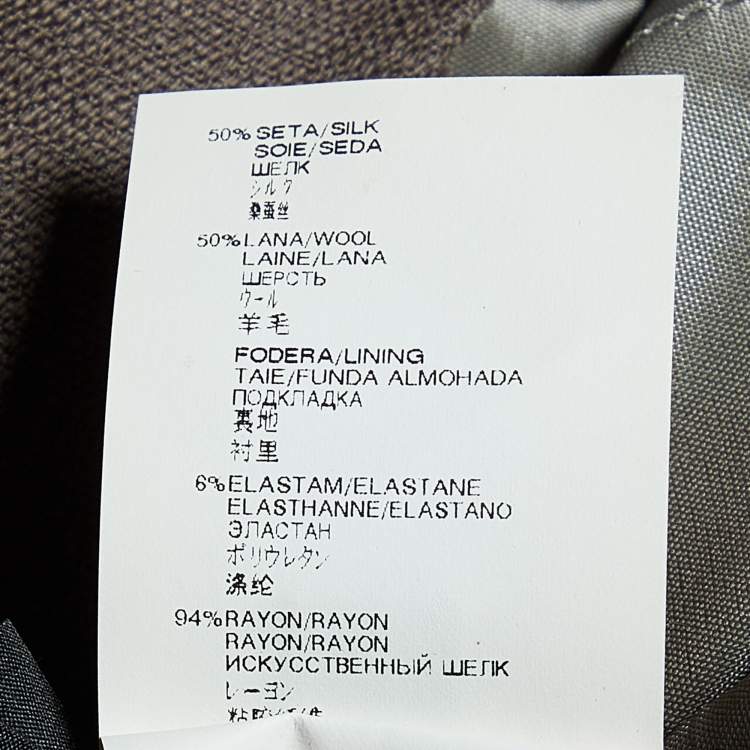 50% SETA/SILK
SOIE/SEDA
ШЕЛК
シルク
桑蚕丝
50% LANA/WOOL
LAINE/LANA
ШЕРСТЬ
ウール
羊毛
FODERA/LINING
TAIE/FUNDA ALMOHADA
ПОДКЛАДКА
裏地
衬里
6% ELASTAM/ELASTANE
ELASTHANNE/ELASTANO
ЭЛАСТАН
ポリウレタン
涤纶
94% RAYON/RAYON
RAYON/RAYON
ИСКУССТВЕННЫЙ ШЕЛК
レーヨン